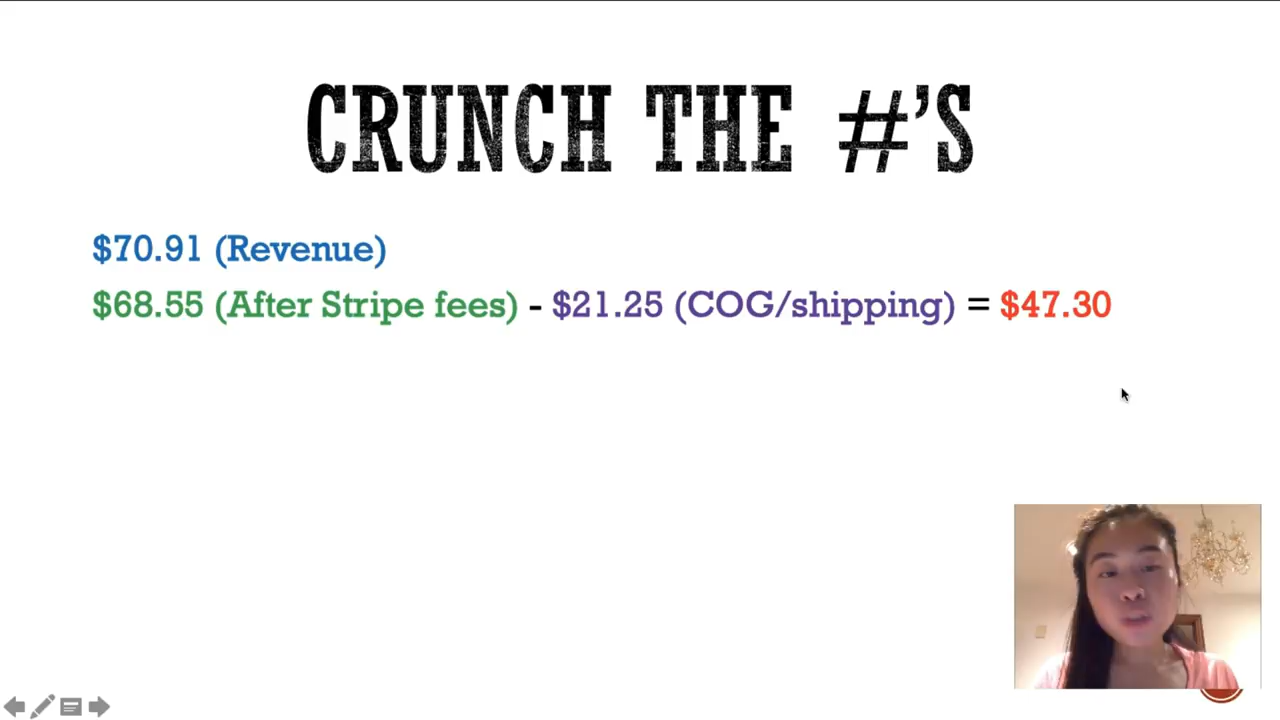 CRUNCH THE #'S
$70.91 (Revenue)
$68.55 (After Stripe fees) - $21.25 (COG/shipping) = $47.30